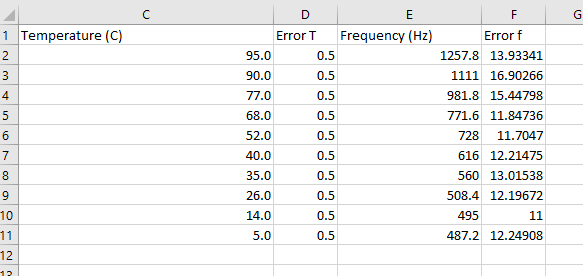 C D E F G
1 Temperature (C) Error T Frequency (Hz) Error f
2 95.0 0.5 1257.8 13.93341
3 90.0 0.5 1111 16.90266
4 77.0 0.5 981.8 15.44798
5 68.0 0.5 771.6 11.84736
6 52.0 0.5 728 11.7047
7 40.0 0.5 616 12.21475
8 35.0 0.5 560 13.01538
9 26.0 0.5 508.4 12.19672
10 14.0 0.5 495 11
11 5.0 0.5 487.2 12.24908
12
13